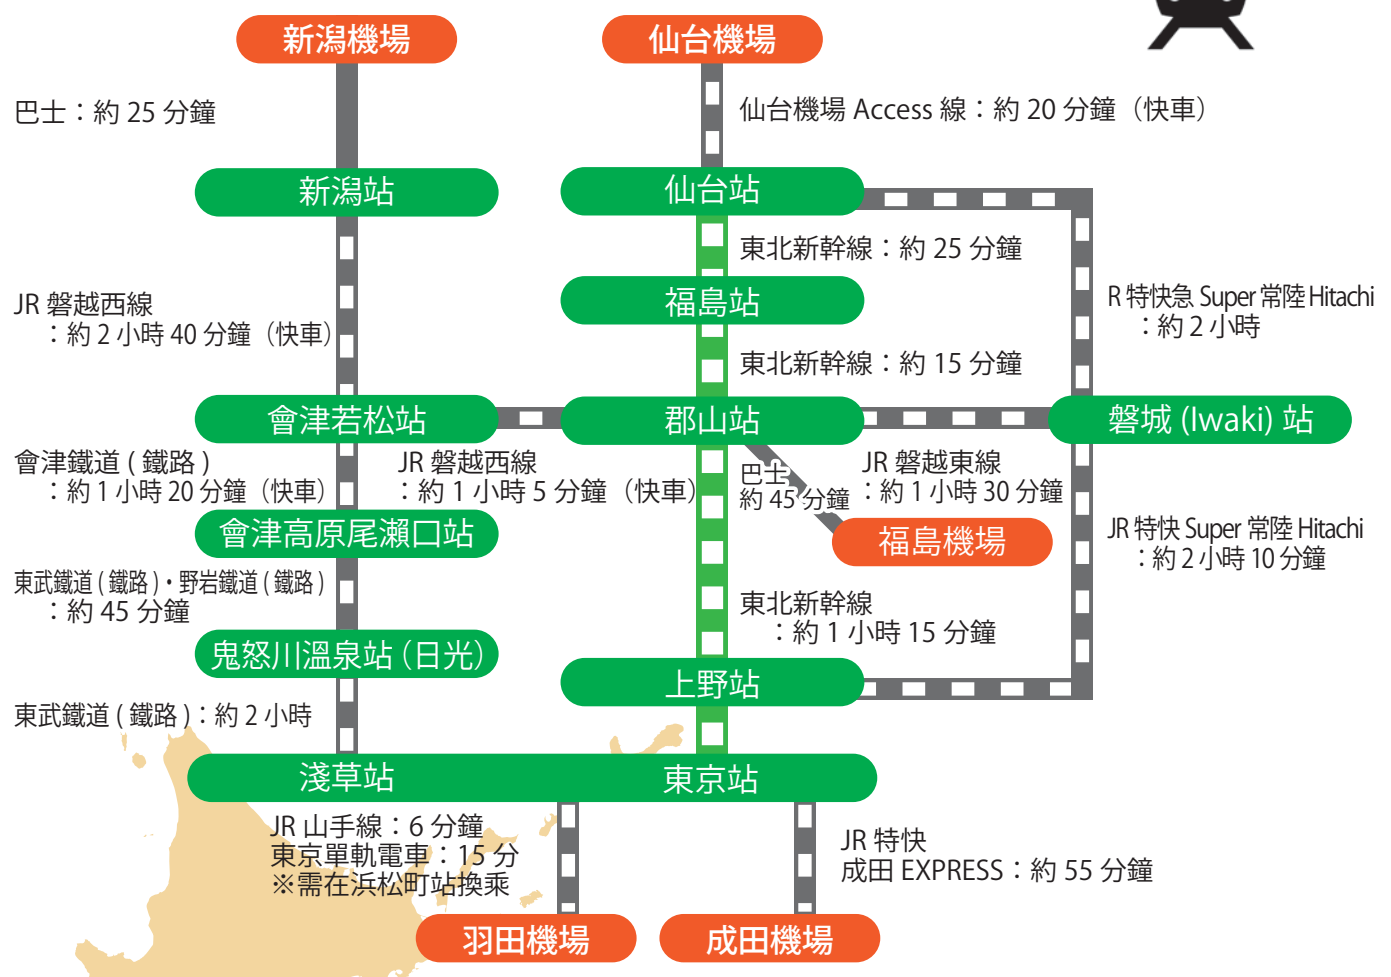 新潟機場
仙台機場
巴士：約 25 分鐘
仙台機場 Access 線：約 20 分鐘（快車）
新潟站
仙台站
東北新幹線：約 25 分鐘
福島站
JR 磐越西線
：約 2 小時 40 分鐘（快車）
R 特快急 Super 常陸 Hitachi
：約 2 小時
東北新幹線：約 15 分鐘
會津若松站
郡山站
磐城 (Iwaki) 站
會津鐵道 ( 鐵路 )
：約 1 小時 20 分鐘（快車）
JR 磐越西線
：約 1 小時 5 分鐘（快車）
巴士
約 45 分鐘
JR 磐越東線
：約 1 小時 30 分鐘
會津高原尾瀨口站
福島機場
JR 特快 Super 常陸 Hitachi
：約 2 小時 10 分鐘
東武鐵道 ( 鐵路 )・野岩鐵道 ( 鐵路 )
：約 45 分鐘
東北新幹線
：約 1 小時 15 分鐘
鬼怒川溫泉站（日光）
上野站
東武鐵道 ( 鐵路 )：約 2 小時
淺草站
東京站
JR 山手線：6 分鐘
東京單軌電車：15 分
※需在浜松町站換乘
JR 特快
成田 EXPRESS：約 55 分鐘
羽田機場
成田機場